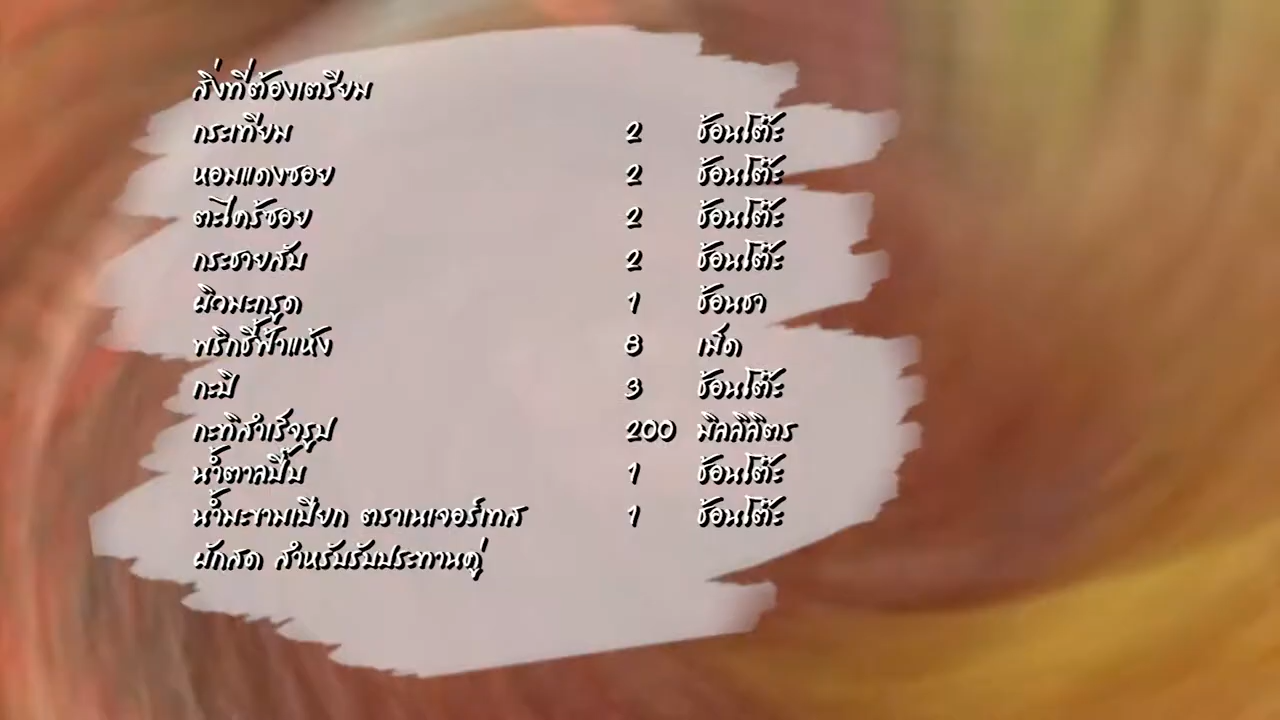 สิ่งที่ต้องเตรียม
กระเทียม 2 ช้อนโต๊ะ
หอมแดงซอย 2 ช้อนโต๊ะ
ตะไคร้ซอย 2 ช้อนโต๊ะ
กระชายสับ 2 ช้อนโต๊ะ
ผิวมะกรูด 1 ช้อนชา
พริกชี้ฟ้าแห้ง 8 เม็ด
กะปิ 3 ช้อนโต๊ะ
กะทิสำเร็จรูป 200 มิลลิลิตร
น้ำตาลปี๊บ 1 ช้อนโต๊ะ
น้ำมะขามเปียก ตราเนเจอร์เทส 1 ช้อนโต๊ะ
ผักสด สำหรับรับประทานคู่